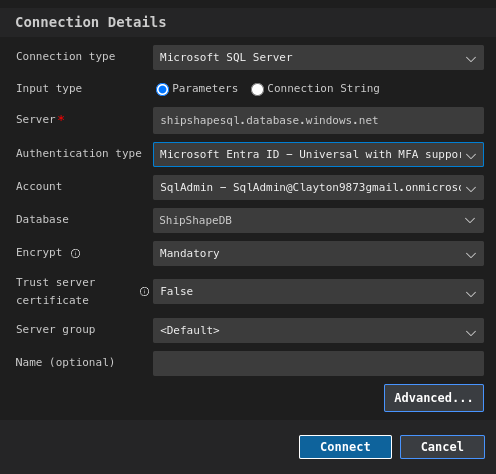 Connection Details
Connection type Microsoft SQL Server
Input type Parameters Connection String
Server* shipshapesql.database.windows.net
Authentication type Microsoft Entra ID - Universal with MFA suppor
Account SqlAdmin - SqlAdmin@Clayton9873gmail.onmicroso
Database ShipShapeDB
Encrypt Mandatory
Trust server
certificate False
Server group <Default>
Name (optional)
Advanced...
Connect Cancel